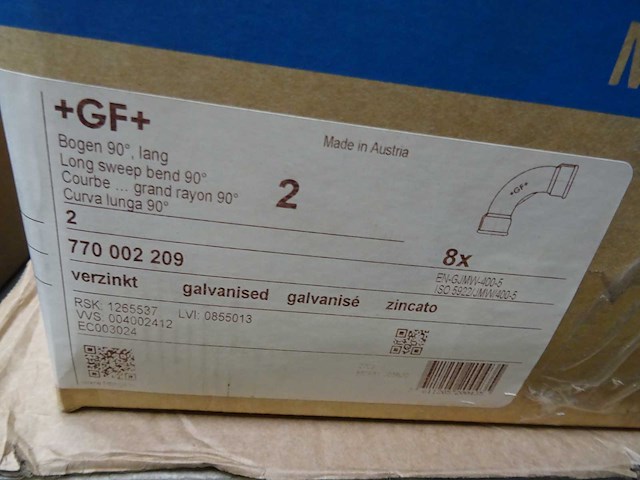 +GF+
Made in Austria
Bogen 90°, lang
Long sweep bend 90°
Courbe ... grand rayon 90°
Curva lunga 90°
2
2
+GF+
770 002 209
8x
EN-GJMW-400-5
ISO 5922/JMW/400-5
verzinkt galvanised galvanisé zincato
RSK: 1265537 LVI: 0855013
VVS: 004002412
EC003024